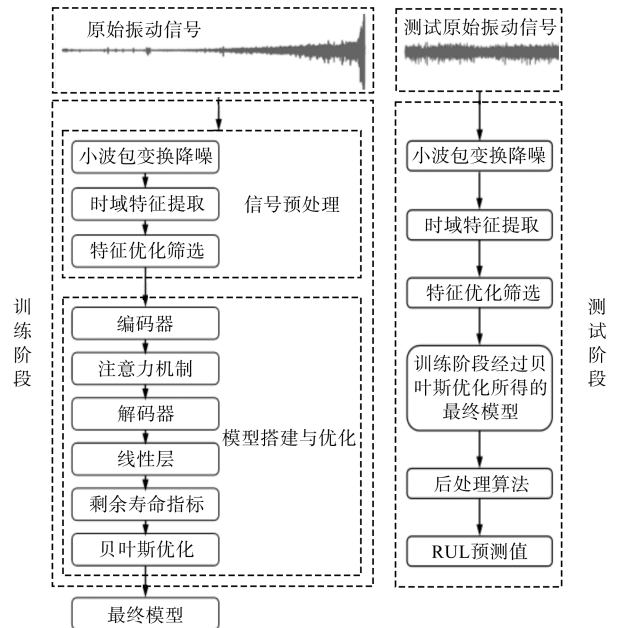 原始振动信号
小波包变换降噪
时域特征提取
信号预处理
特征优化筛选
训练阶段
编码器
注意力机制
解码器
模型搭建与优化
线性层
剩余寿命指标
贝叶斯优化
最终模型
测试原始振动信号
小波包变换降噪
时域特征提取
特征优化筛选
测试阶段
训练阶段经过贝
叶斯优化所得的
最终模型
后处理算法
RUL预测值